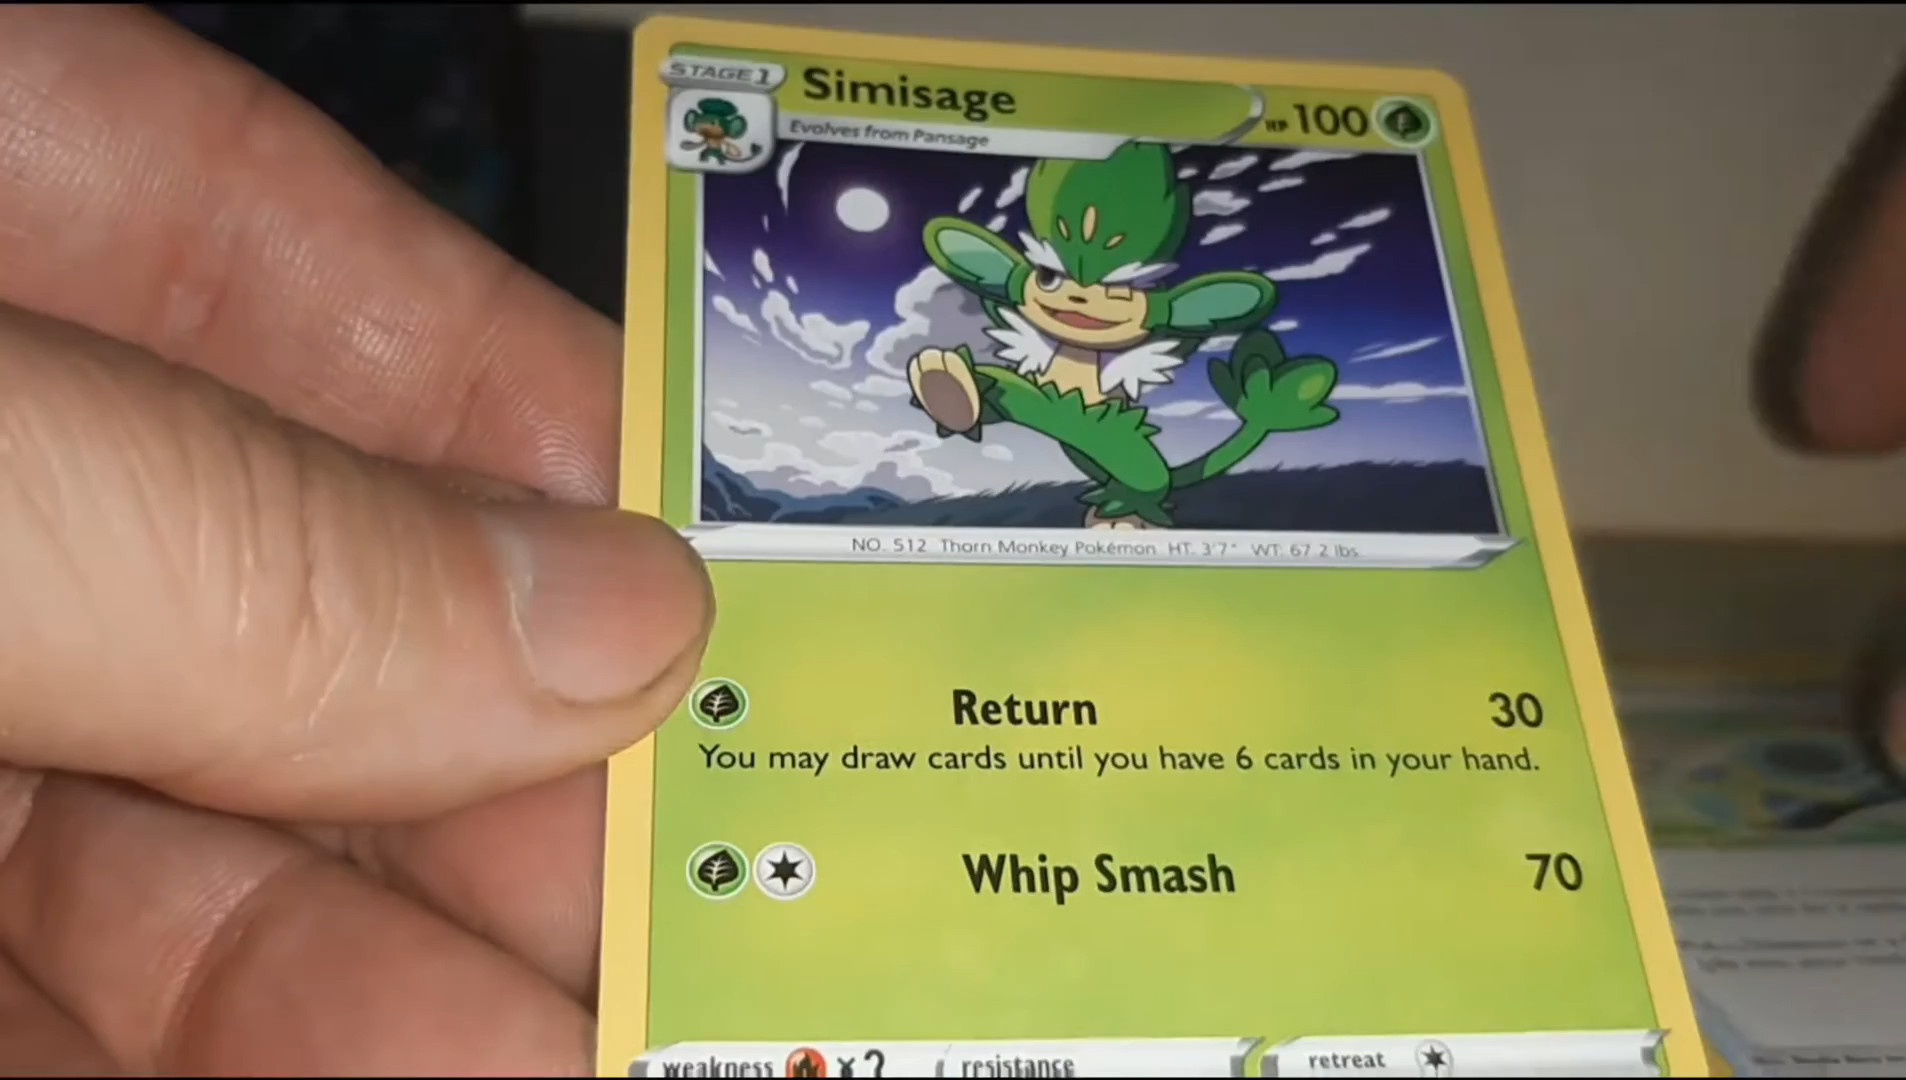 STAGE 1
Simisage
HP 100
Evolves from Pansage
NO. 512 Thorn Monkey Pokémon HT: 3'7" WT: 67.2 lbs.
Return 30
You may draw cards until you have 6 cards in your hand.
Whip Smash 70
weakness ×2 resistance retreat